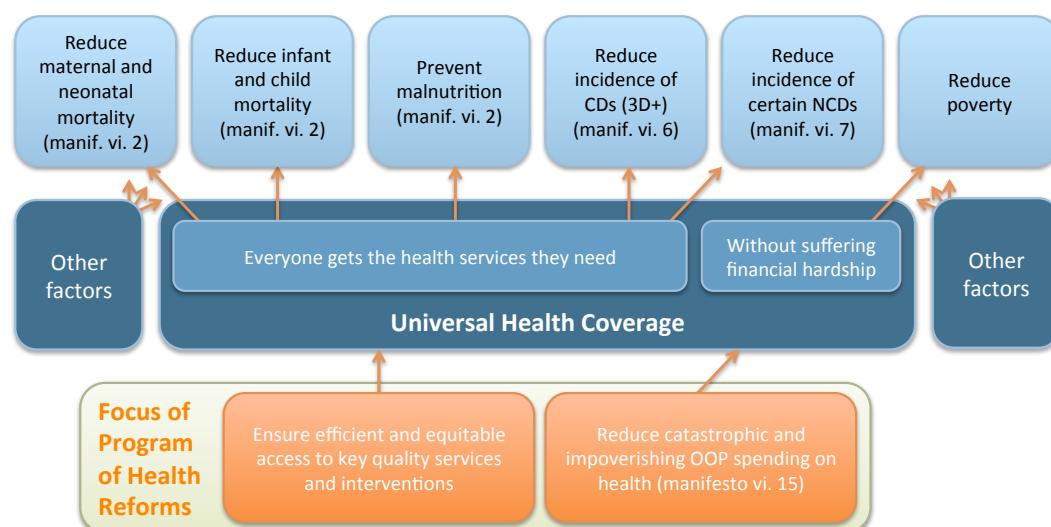 Reduce
maternal and
neonatal
mortality
(manif. vi. 2)
Reduce infant
and child
mortality
(manif. vi. 2)
Prevent
malnutrition
(manif. vi. 2)
Reduce
incidence of
CDs (3D+)
(manif. vi. 6)
Reduce
incidence of
certain NCDs
(manif. vi. 7)
Reduce
poverty
Other
factors
Everyone gets the health services they need
Without suffering
financial hardship
Universal Health Coverage
Other
factors
Focus of
Program
of Health
Reforms
Ensure efficient and equitable
access to key quality services
and interventions
Reduce catastrophic and
impoverishing OOP spending on
health (manifesto vi. 15)